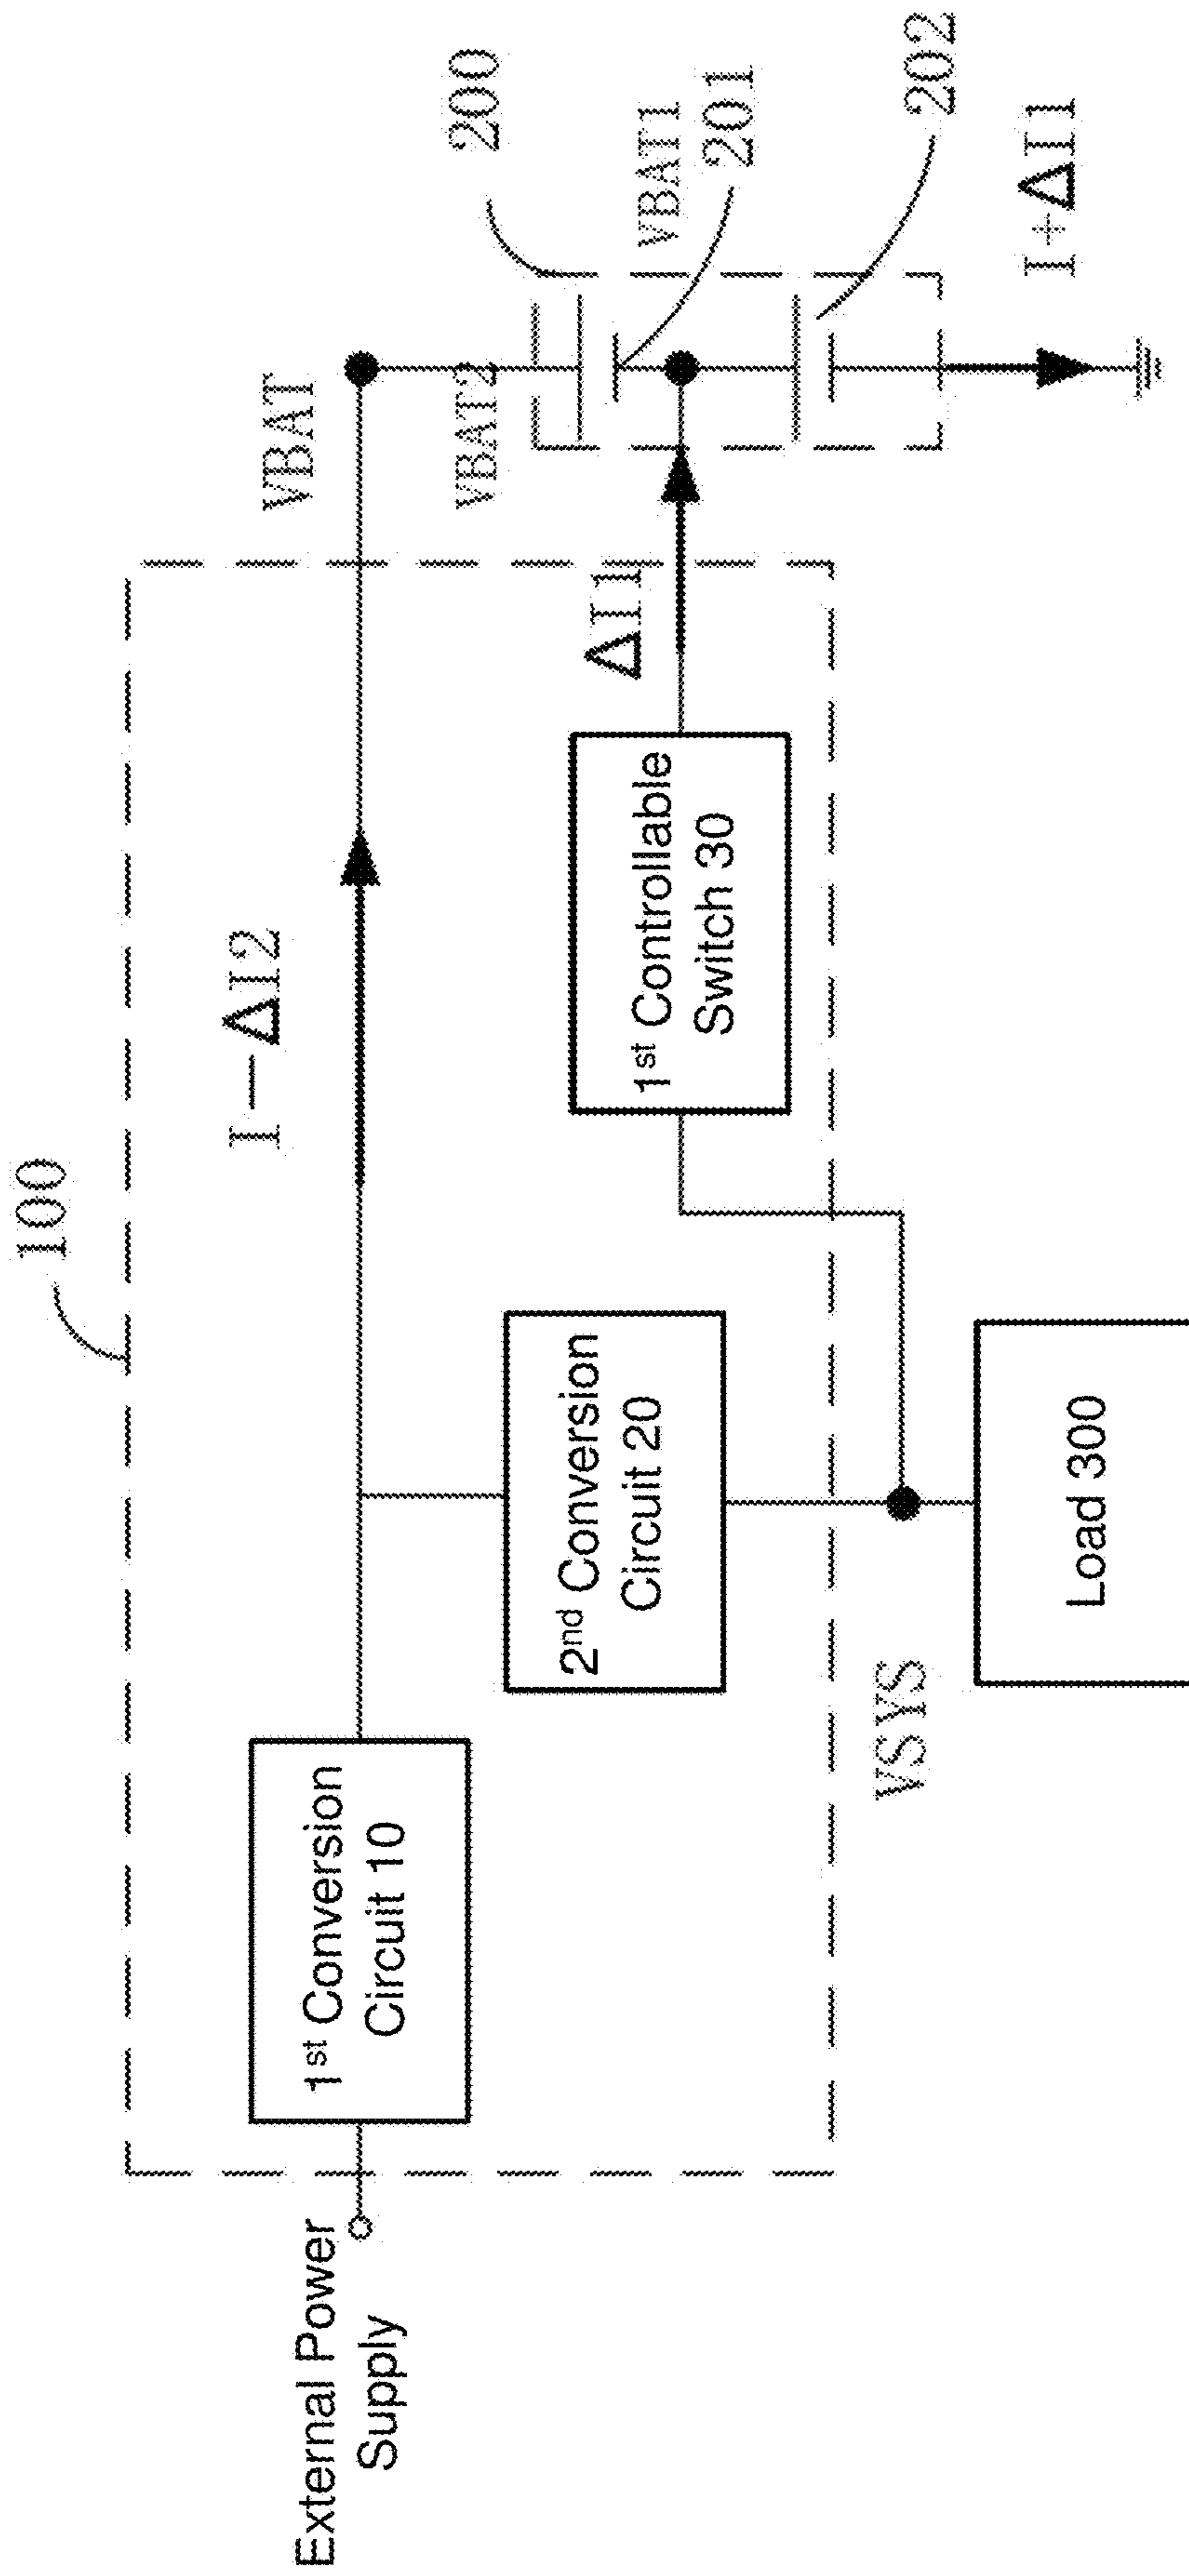 100
I−ΔI2
VBAT
200
VBAT2
VBAT1
201
202
External Power
Supply
1st Conversion
Circuit 10
2nd Conversion
Circuit 20
1st Controllable
Switch 30
ΔI1
I+ΔI1
VSYS
Load 300